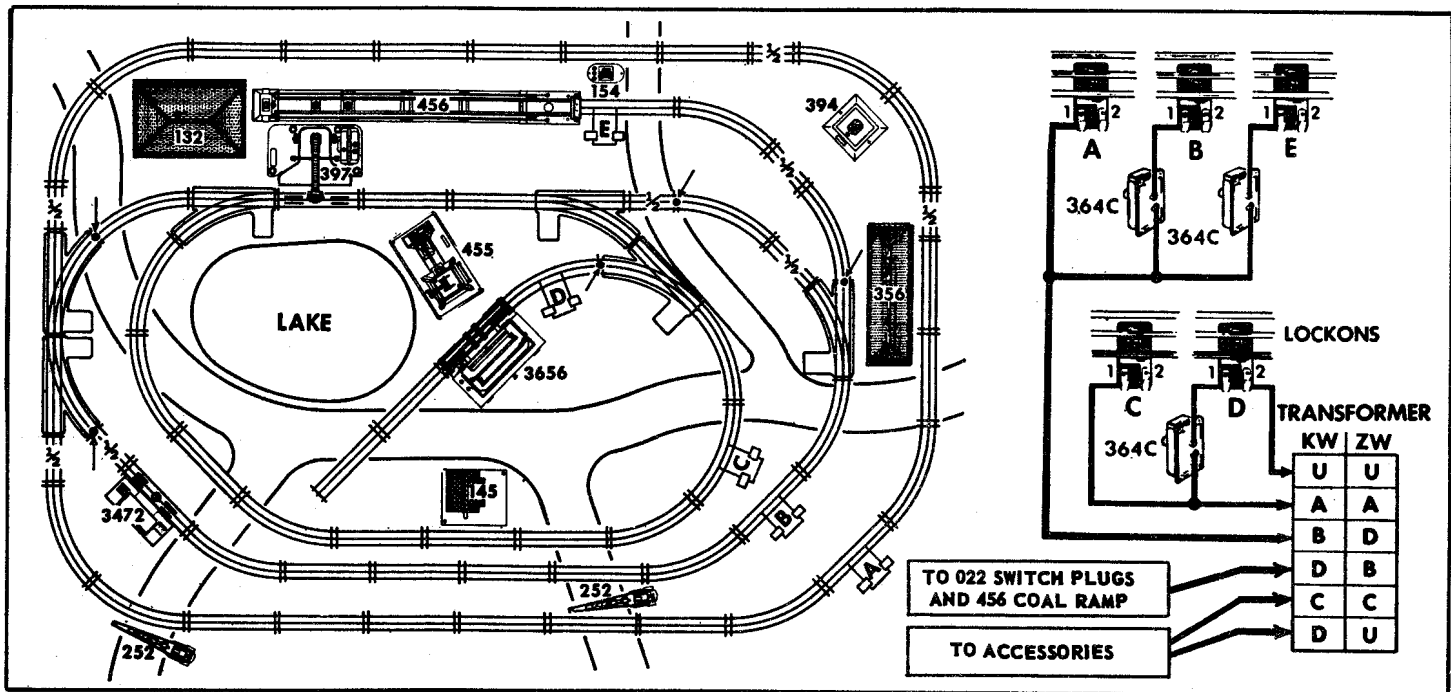 1/2
154
456
394
E
132
397
1/2
1/2
1/2
1/2
455
356
D
LAKE
3656
1/2
1/2
C
145
B
3472
A
252
252
1 2
1 2
1 2
A
B
E
364C
364C
LOCKONS
1 2
1 2
C
D
364C
TRANSFORMER
KW ZW
U U
A A
B D
D B
C C
D U
TO 022 SWITCH PLUGS
AND 456 COAL RAMP
TO ACCESSORIES